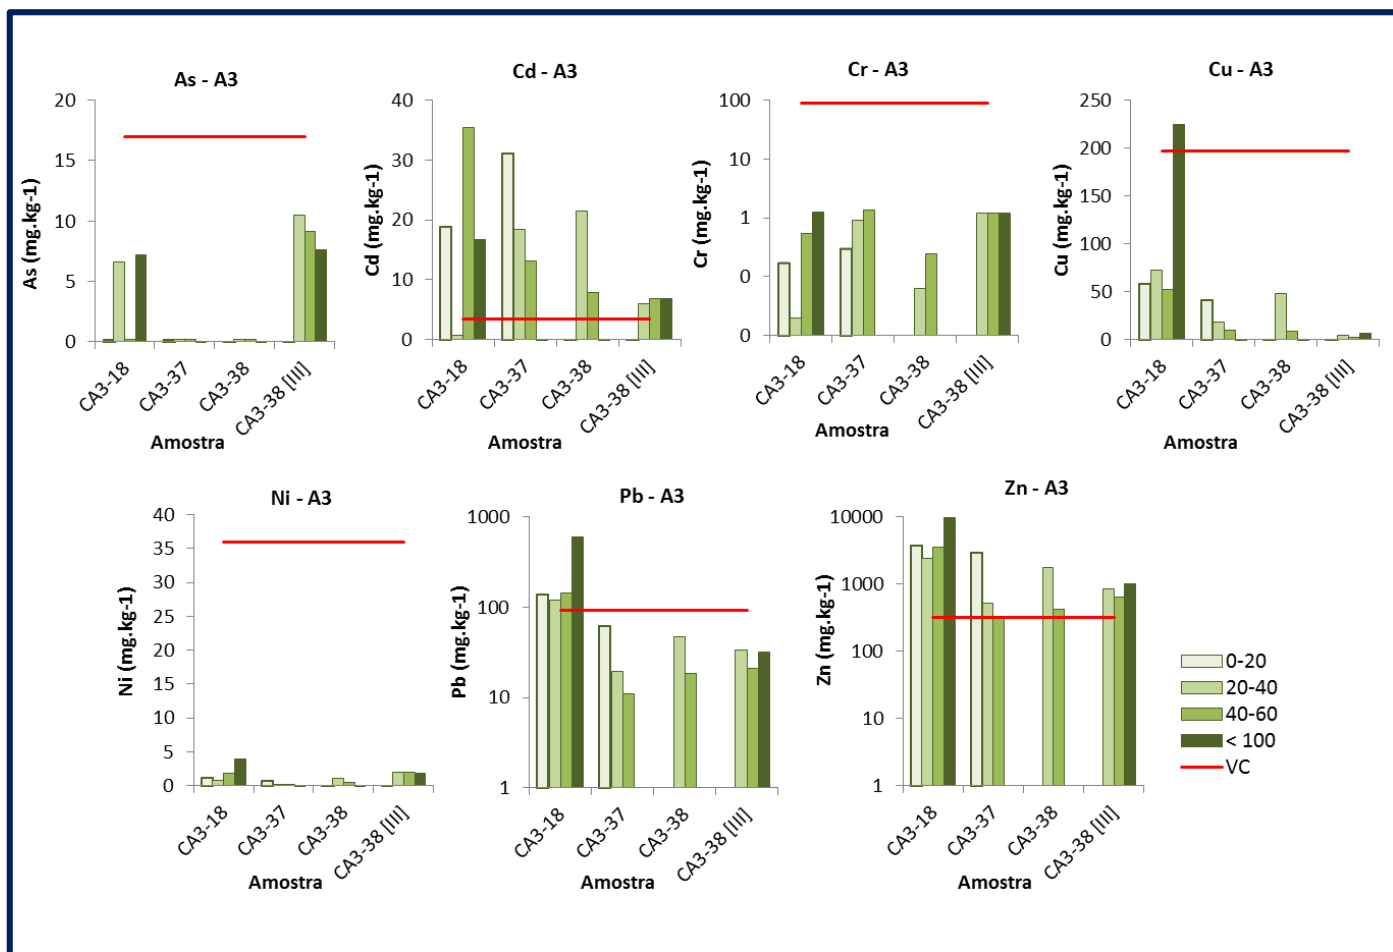 As - A3
20
15
10
5
0
As (mg.kg-1)
CA3-18
CA3-37
CA3-38
CA3-38 [III]
Amostra
Cd - A3
40
30
20
10
0
Cd (mg.kg-1)
CA3-18
CA3-37
CA3-38
CA3-38 [III]
Amostra
Cr - A3
100
10
1
0
0
Cr (mg.kg-1)
CA3-18
CA3-37
CA3-38
CA3-38 [III]
Amostra
Cu - A3
250
200
150
100
50
0
Cu (mg.kg-1)
CA3-18
CA3-37
CA3-38
CA3-38 [III]
Amostra
Ni - A3
40
35
30
25
20
15
10
5
0
Ni (mg.kg-1)
CA3-18
CA3-37
CA3-38
CA3-38 [III]
Amostra
Pb - A3
1000
100
10
1
Pb (mg.kg-1)
CA3-18
CA3-37
CA3-38
CA3-38 [III]
Amostra
Zn - A3
10000
1000
100
10
1
Zn (mg.kg-1)
CA3-18
CA3-37
CA3-38
CA3-38 [III]
Amostra
0-20
20-40
40-60
< 100
VC